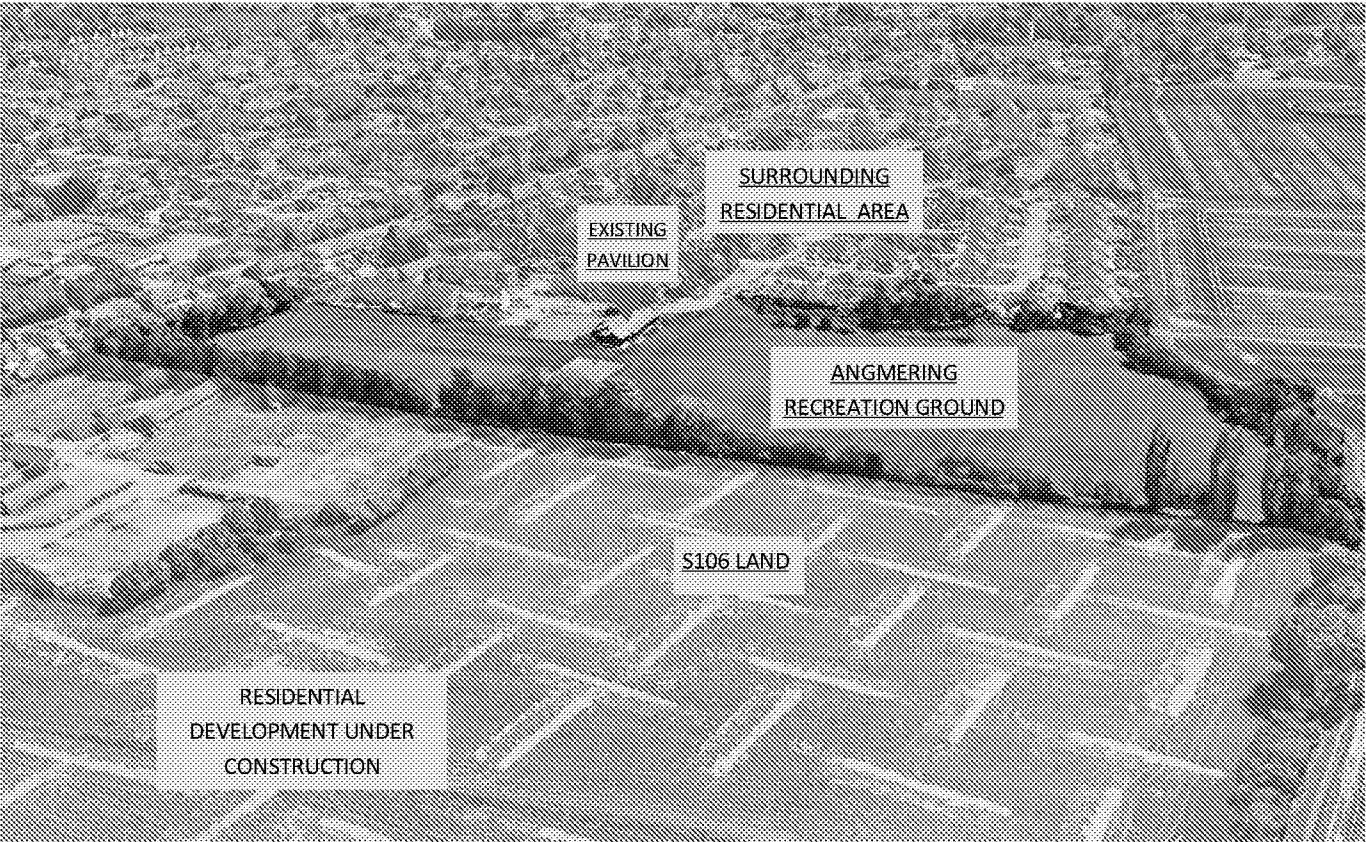 SURROUNDING
RESIDENTIAL AREA
EXISTING
PAVILION
ANGMERING
RECREATION GROUND
S106 LAND
RESIDENTIAL
DEVELOPMENT UNDER
CONSTRUCTION